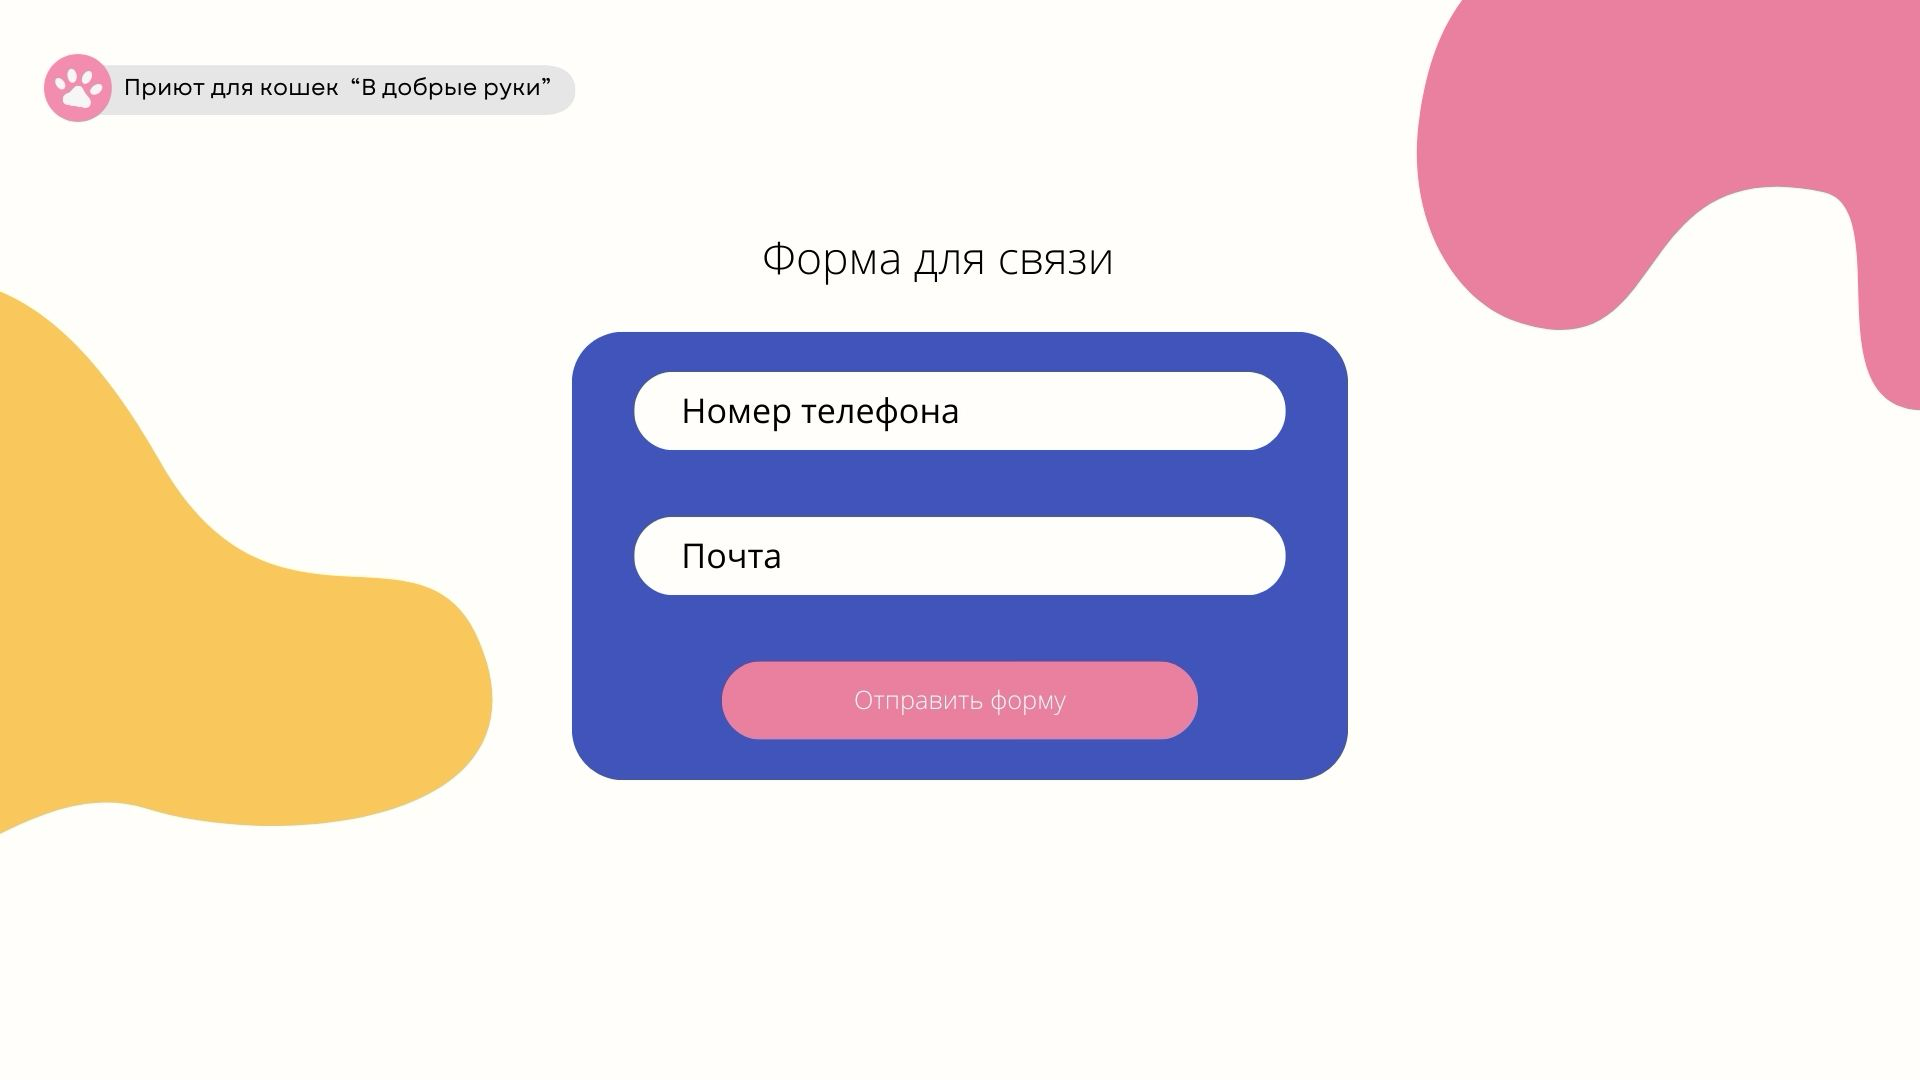 Приют для кошек “В добрые руки”
Форма для связи
Номер телефона
Почта
Отправить форму